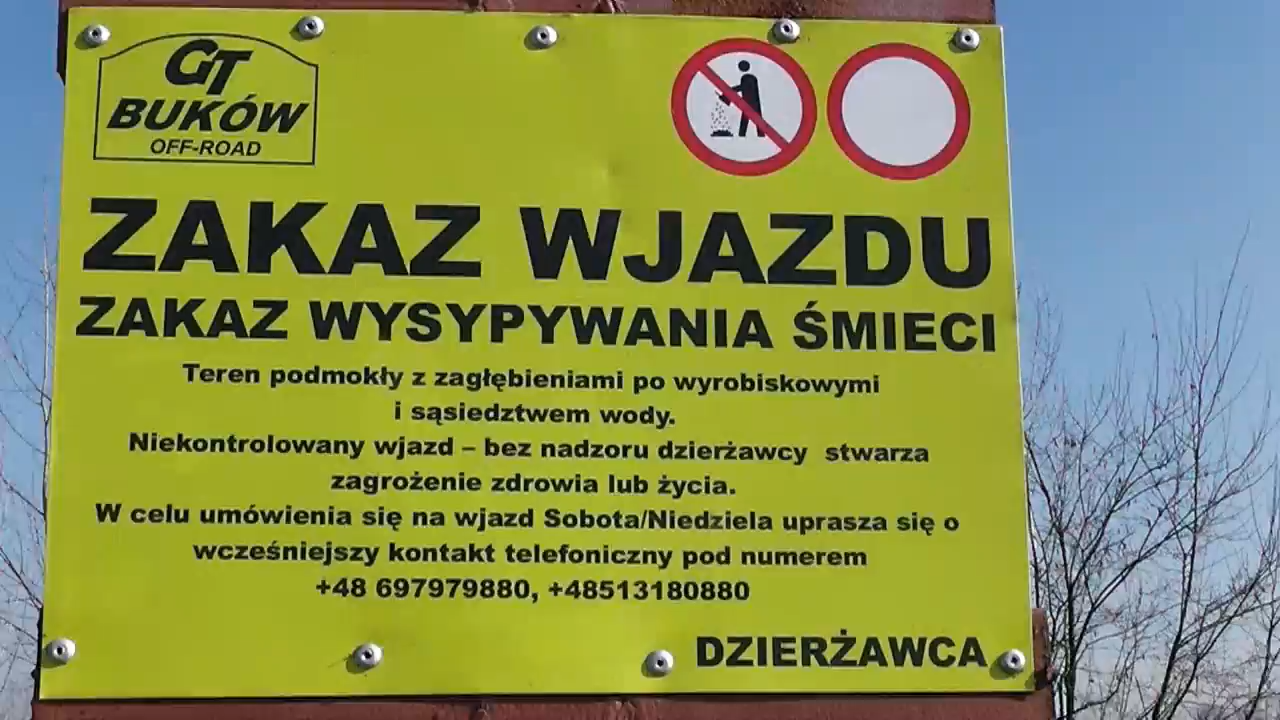 GT
BUKÓW
OFF-ROAD
ZAKAZ WJAZDU
ZAKAZ WYSYPYWANIA ŚMIECI
Teren podmokły z zagłębieniami po wyrobiskowymi
i sąsiedztwem wody.
Niekontrolowany wjazd – bez nadzoru dzierżawcy stwarza
zagrożenie zdrowia lub życia.
W celu umówienia się na wjazd Sobota/Niedziela uprasza się o
wcześniejszy kontakt telefoniczny pod numerem
+48 697979880, +48513180880
DZIERŻAWCA